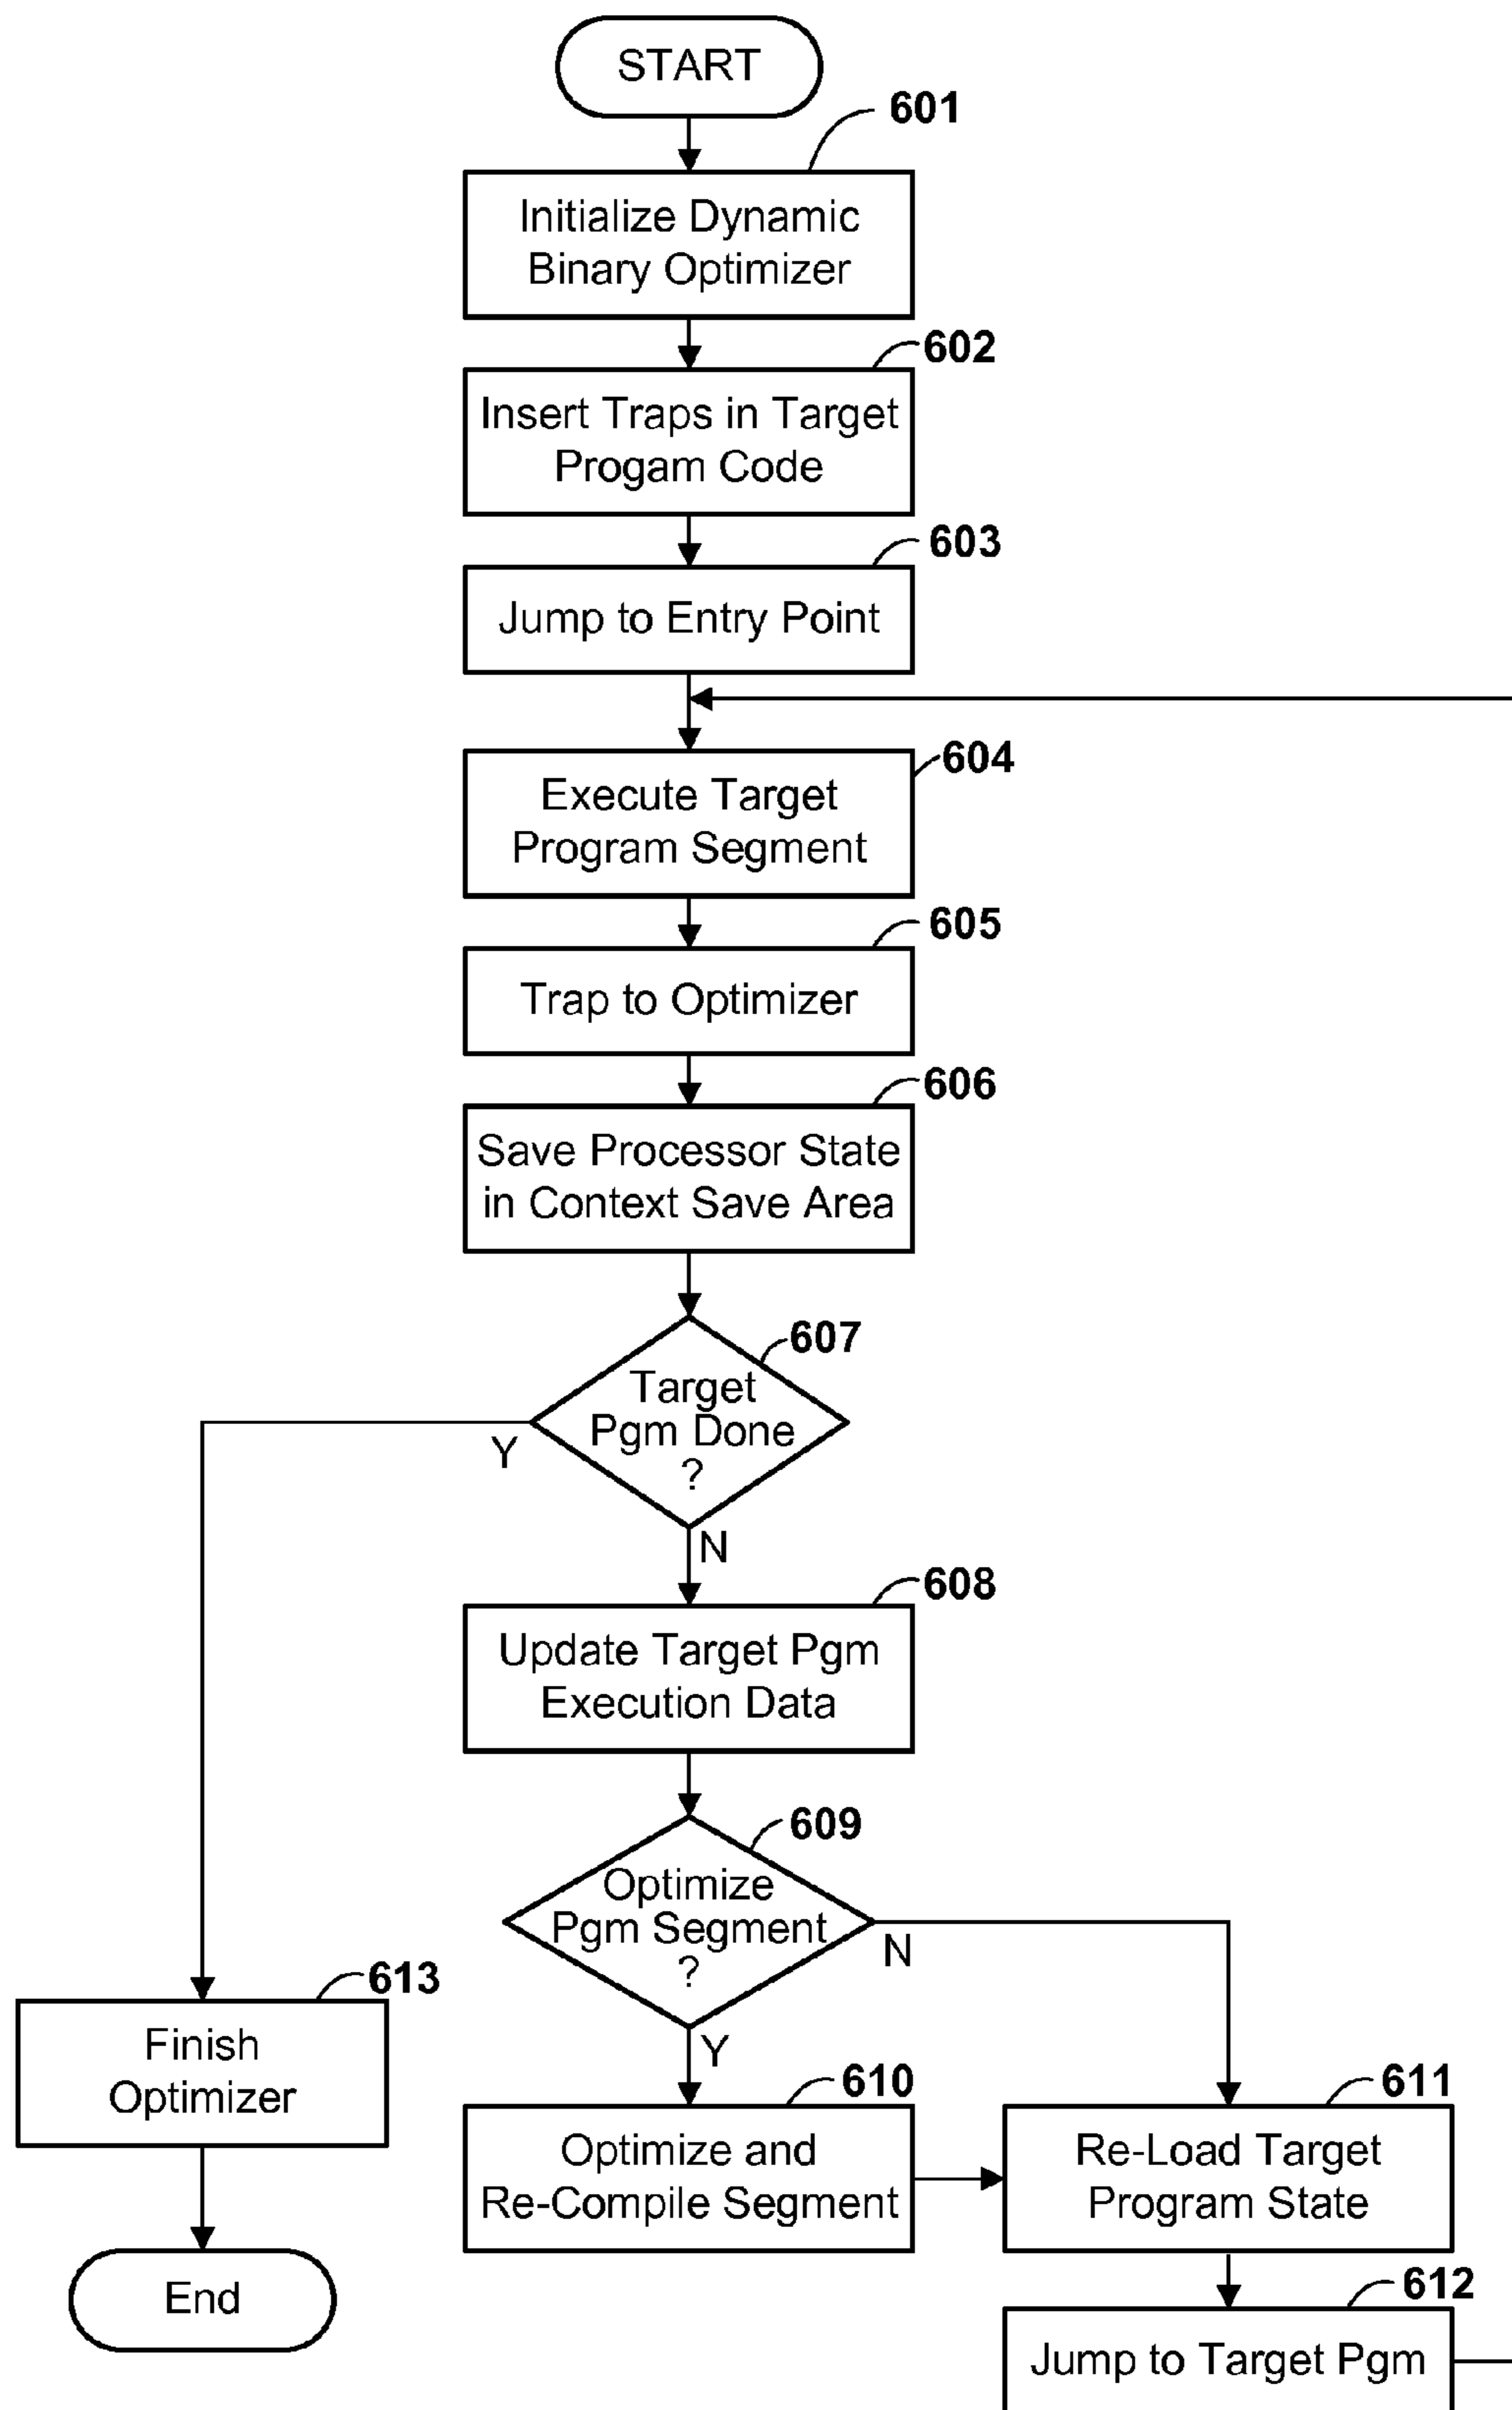 START
601
Initialize Dynamic
Binary Optimizer
602
Insert Traps in Target
Progam Code
603
Jump to Entry Point
604
Execute Target
Program Segment
605
Trap to Optimizer
606
Save Processor State
in Context Save Area
607
Target
Pgm Done
?
Y
N
608
Update Target Pgm
Execution Data
609
Optimize
Pgm Segment
?
N
Y
613
Finish
Optimizer
610
Optimize and
Re-Compile Segment
611
Re-Load Target
Program State
End
612
Jump to Target Pgm